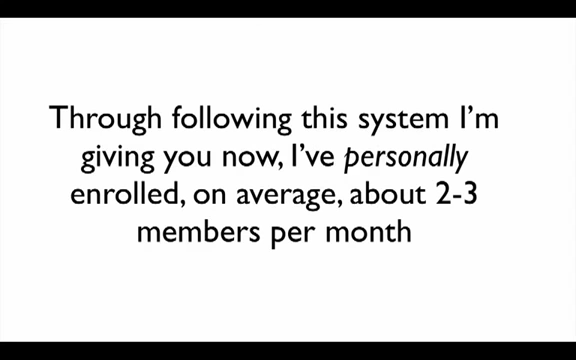 Through following this system I'm
giving you now, I've personally
enrolled, on average, about 2-3
members per month